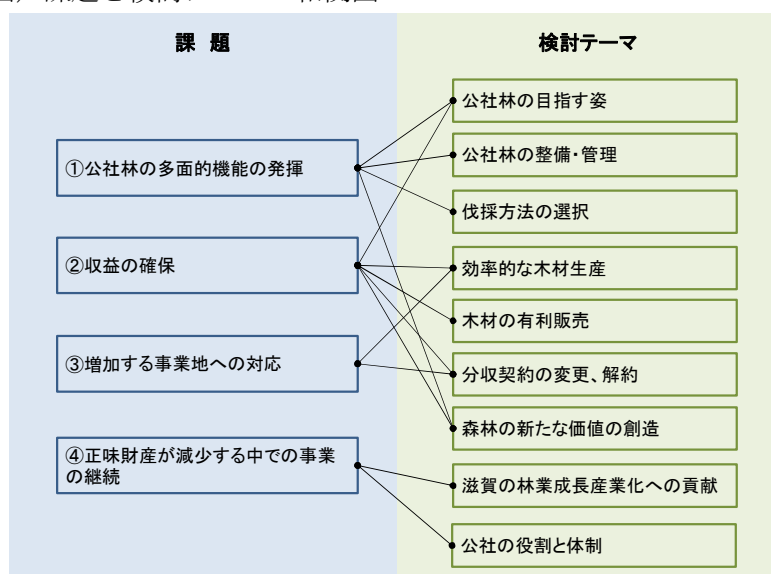 課 題
検討テーマ
①公社林の多面的機能の発揮
②収益の確保
③増加する事業地への対応
④正味財産が減少する中での事業
の継続
公社林の目指す姿
公社林の整備・管理
伐採方法の選択
効率的な木材生産
木材の有利販売
分収契約の変更、解約
森林の新たな価値の創造
滋賀の林業成長産業化への貢献
公社の役割と体制